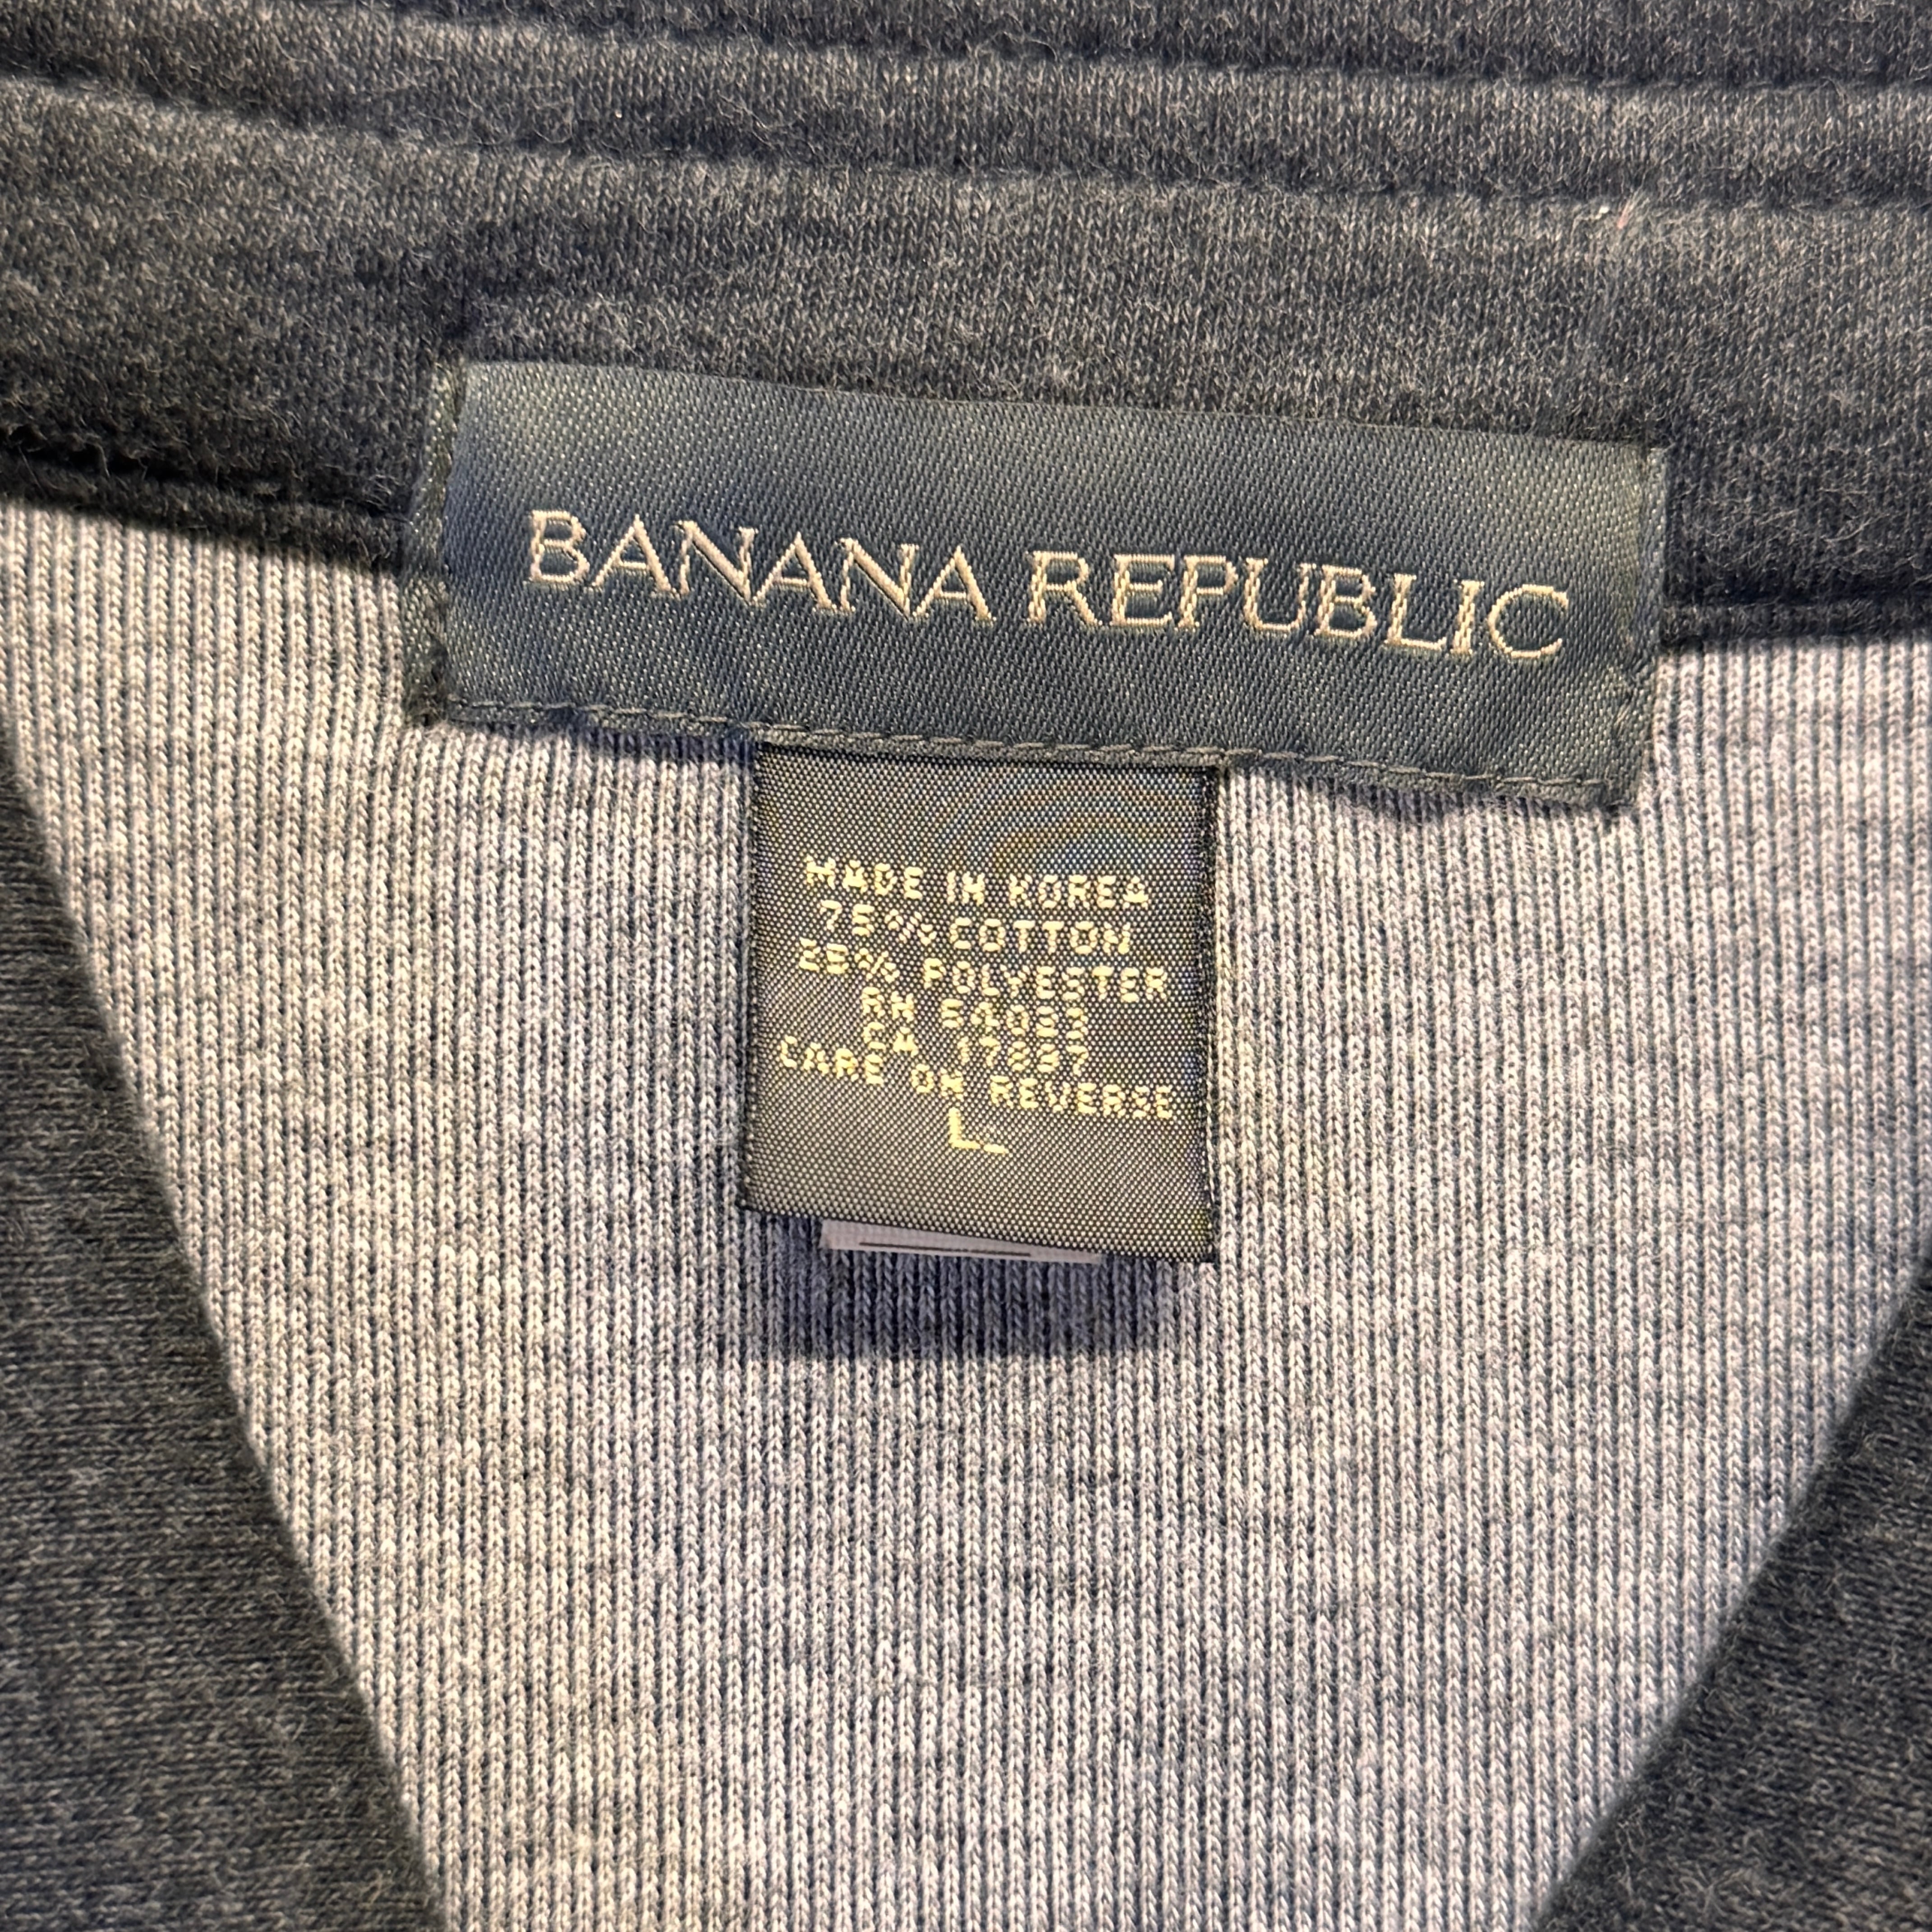 BANANA REPUBLIC
MADE IN KOREA
75% COTTON
25% POLYESTER
RN 54023
CA 17897
CARE ON REVERSE
L